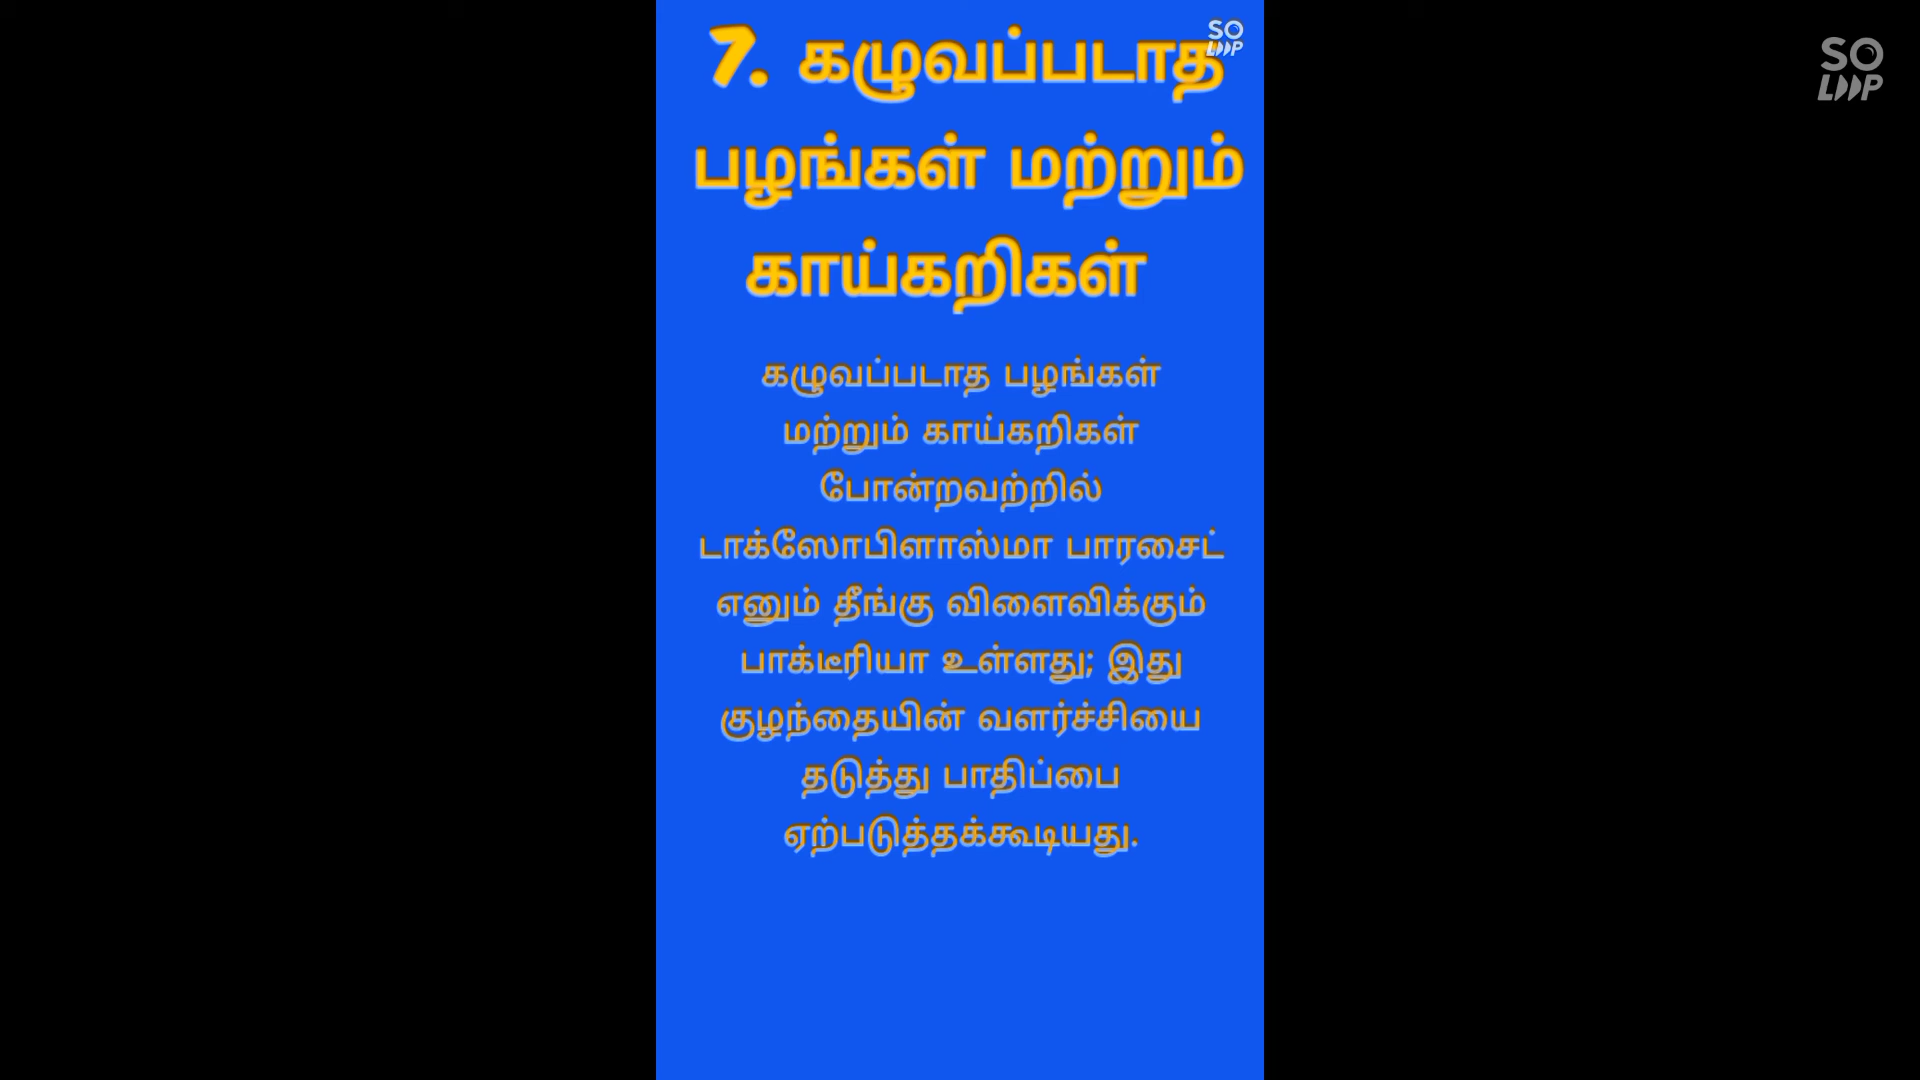 7. கழுவப்படாத
பழங்கள் மற்றும்
காய்கறிகள்
கழுவப்படாத பழங்கள்
மற்றும் காய்கறிகள்
போன்றவற்றில்
டாக்ஸோபிளாஸ்மா பாரசைட்
எனும் தீங்கு விளைவிக்கும்
பாக்டீரியா உள்ளது; இது
குழந்தையின் வளர்ச்சியை
தடுத்து பாதிப்பை
ஏற்படுத்தக்கூடியது.
SO
LOOP
SO
LOOP